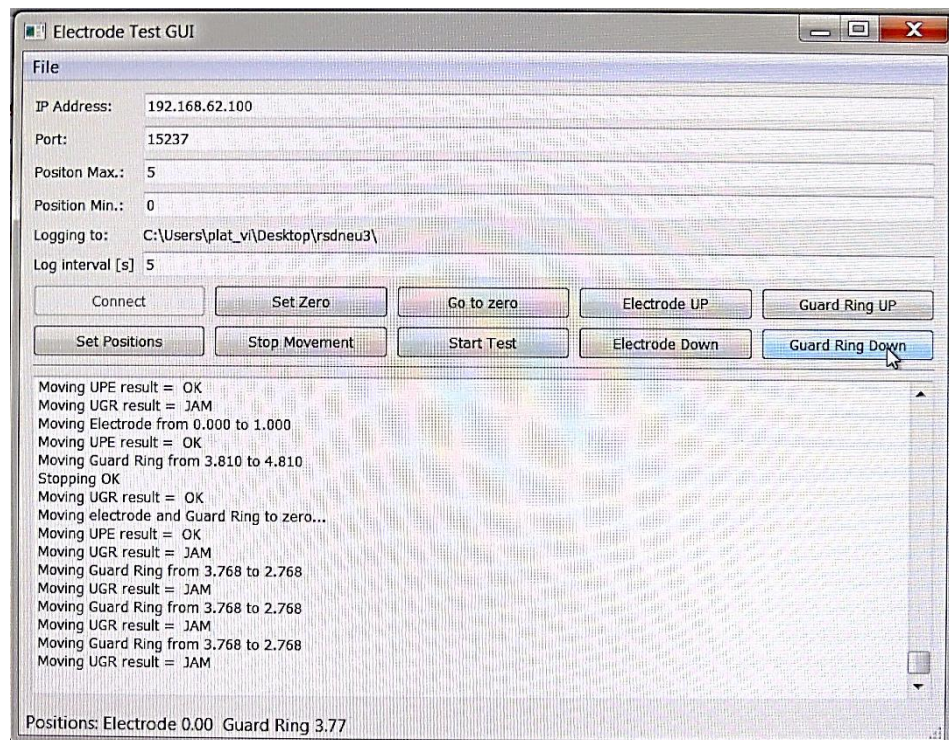 Electrode Test GUI
File
IP Address: 192.168.62.100
Port: 15237
Positon Max.: 5
Position Min.: 0
Logging to: C:\Users\plat_vi\Desktop\rsdneu3\
Log interval [s] 5
Connect Set Zero Go to zero Electrode UP Guard Ring UP
Set Positions Stop Movement Start Test Electrode Down Guard Ring Down
Moving UPE result = OK
Moving UGR result = JAM
Moving Electrode from 0.000 to 1.000
Moving UPE result = OK
Moving Guard Ring from 3.810 to 4.810
Stopping OK
Moving UGR result = OK
Moving electrode and Guard Ring to zero...
Moving UPE result = OK
Moving UGR result = JAM
Moving Guard Ring from 3.768 to 2.768
Moving UGR result = JAM
Moving Guard Ring from 3.768 to 2.768
Moving UGR result = JAM
Moving Guard Ring from 3.768 to 2.768
Moving UGR result = JAM
Positions: Electrode 0.00 Guard Ring 3.77